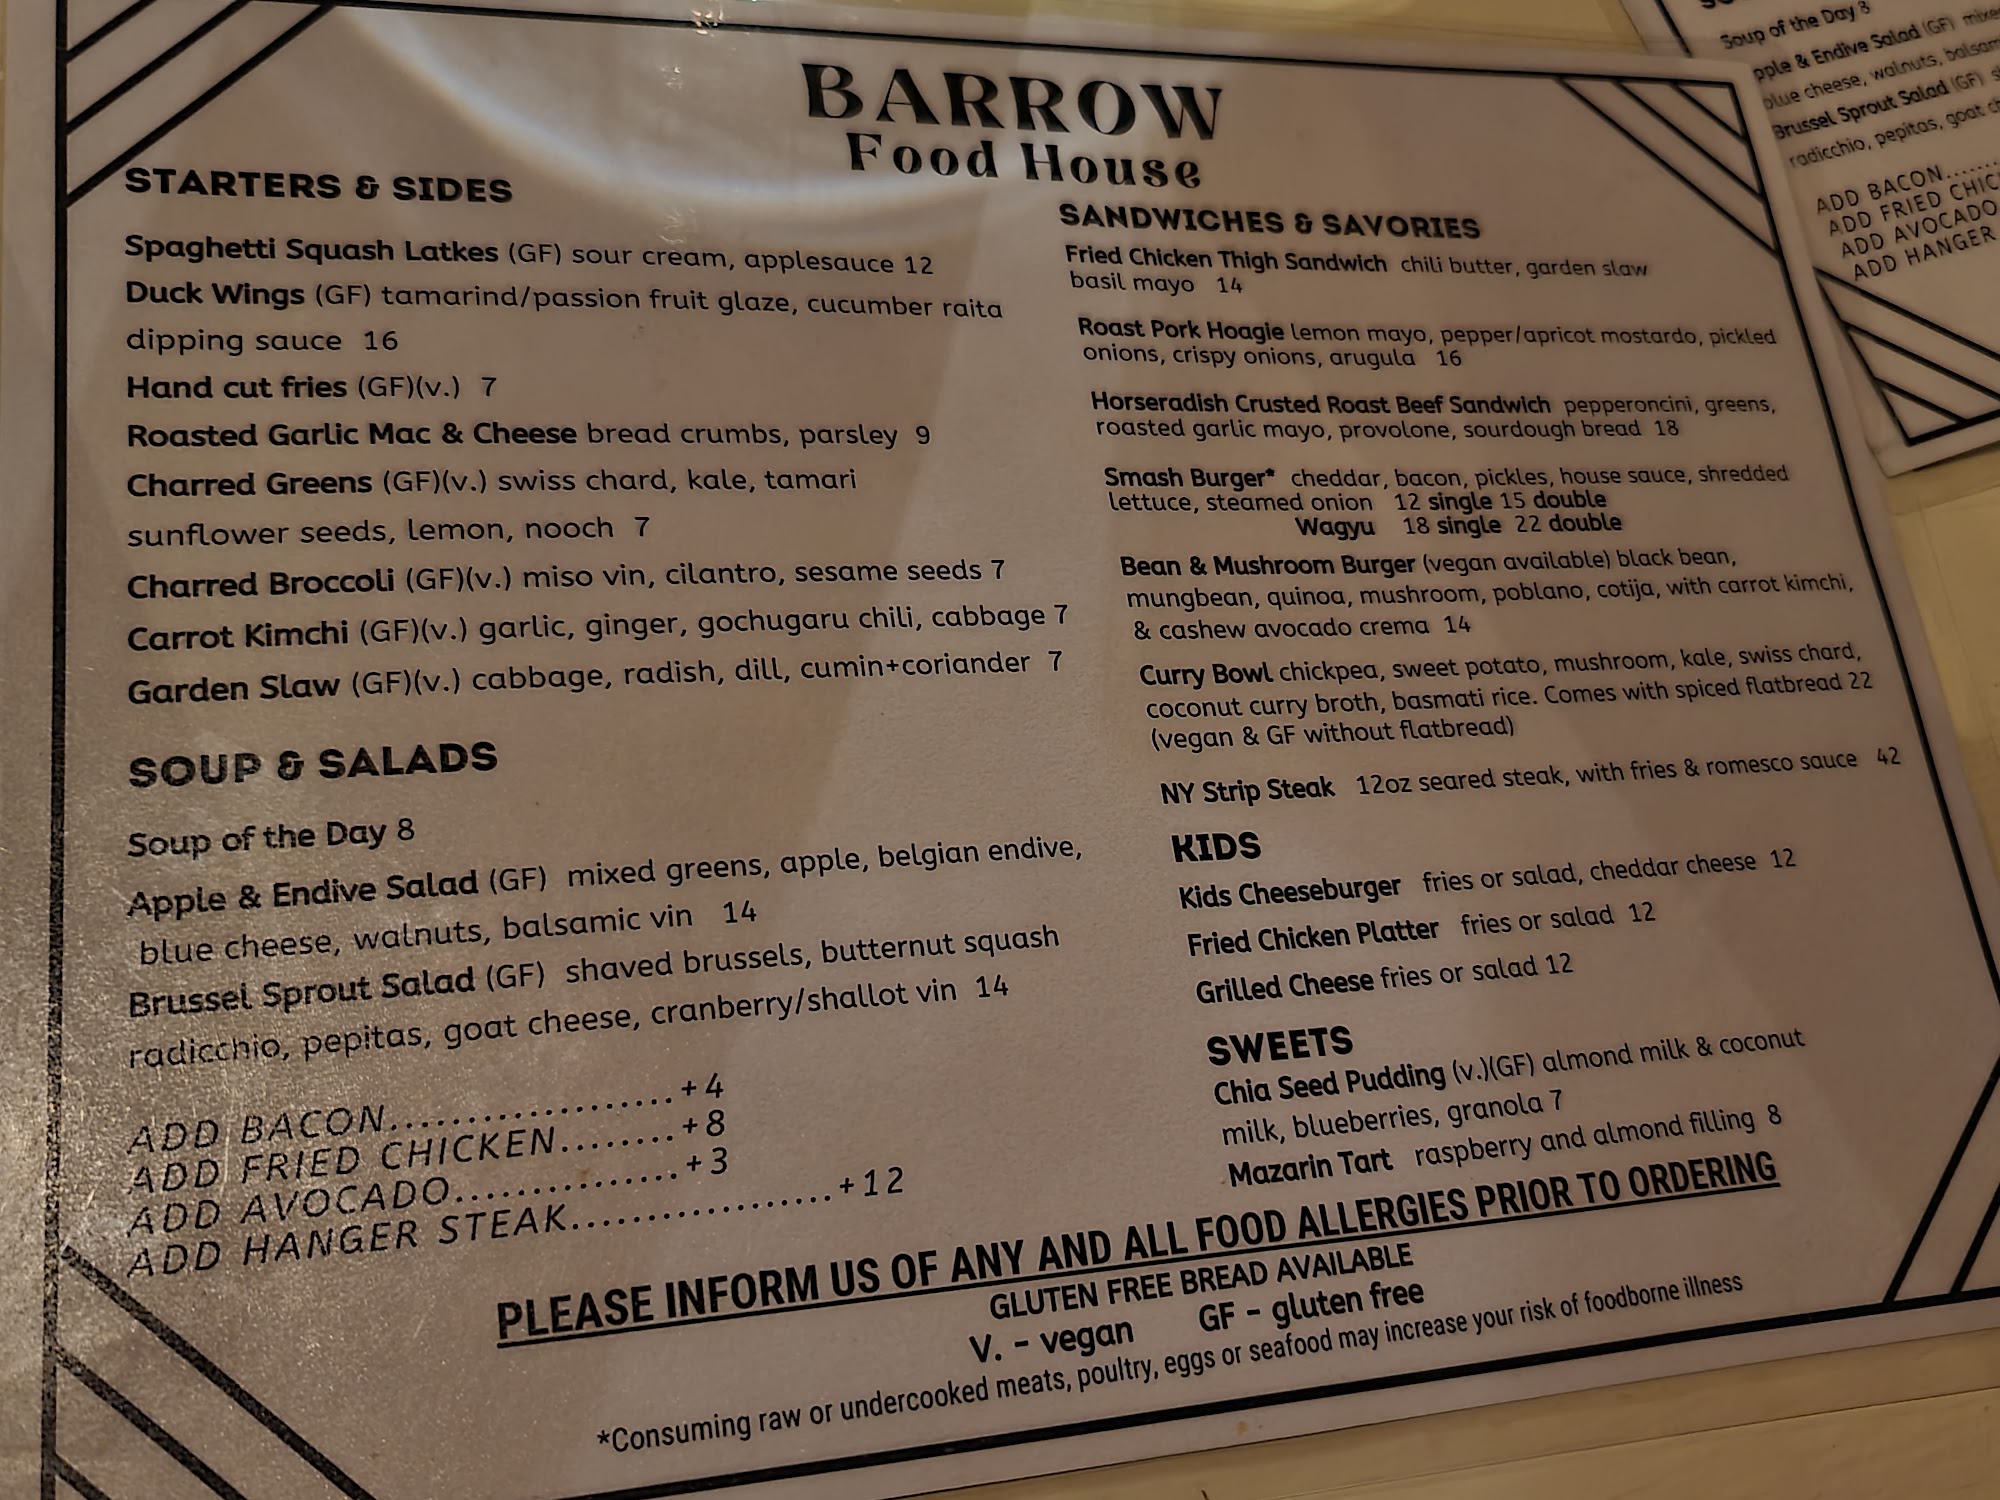 BARROW
Food House
STARTERS & SIDES
Spaghetti Squash Latkes (GF) sour cream, applesauce 12
Duck Wings (GF) tamarind/passion fruit glaze, cucumber raita
dipping sauce 16
Hand cut fries (GF)(v.) 7
Roasted Garlic Mac & Cheese bread crumbs, parsley 9
Charred Greens (GF)(v.) swiss chard, kale, tamari
sunflower seeds, lemon, nooch 7
Charred Broccoli (GF)(v.) miso vin, cilantro, sesame seeds 7
Carrot Kimchi (GF)(v.) garlic, ginger, gochugaru chili, cabbage 7
Garden Slaw (GF)(v.) cabbage, radish, dill, cumin+coriander 7
SOUP & SALADS
Soup of the Day 8
Apple & Endive Salad (GF) mixed greens, apple, belgian endive,
blue cheese, walnuts, balsamic vin 14
Brussel Sprout Salad (GF) shaved brussels, butternut squash
radicchio, pepitas, goat cheese, cranberry/shallot vin 14
ADD BACON....................+4
ADD FRIED CHICKEN........+8
ADD AVOCADO................+3
ADD HANGER STEAK..................+12
SANDWICHES & SAVORIES
Fried Chicken Thigh Sandwich chili butter, garden slaw
basil mayo 14
Roast Pork Hoagie lemon mayo, pepper/apricot mostardo, pickled
onions, crispy onions, arugula 16
Horseradish Crusted Roast Beef Sandwich pepperoncini, greens,
roasted garlic mayo, provolone, sourdough bread 18
Smash Burger* cheddar, bacon, pickles, house sauce, shredded
lettuce, steamed onion 12 single 15 double
Wagyu 18 single 22 double
Bean & Mushroom Burger (vegan available) black bean,
mungbean, quinoa, mushroom, poblano, cotija, with carrot kimchi,
& cashew avocado crema 14
Curry Bowl chickpea, sweet potato, mushroom, kale, swiss chard,
coconut curry broth, basmati rice. Comes with spiced flatbread 22
(vegan & GF without flatbread)
NY Strip Steak 12oz seared steak, with fries & romesco sauce 42
KIDS
Kids Cheeseburger fries or salad, cheddar cheese 12
Fried Chicken Platter fries or salad 12
Grilled Cheese fries or salad 12
SWEETS
Chia Seed Pudding (v.)(GF) almond milk & coconut
milk, blueberries, granola 7
Mazarin Tart raspberry and almond filling 8
PLEASE INFORM US OF ANY AND ALL FOOD ALLERGIES PRIOR TO ORDERING
GLUTEN FREE BREAD AVAILABLE
V. - vegan GF - gluten free
*Consuming raw or undercooked meats, poultry, eggs or seafood may increase your risk of foodborne illness
Soup of the Day 8
& Endive Salad (GF)
blue cheese, walnuts,
Brussel Sprout Salad (GF)
radicchio, pepitas, goat
ADD BACON......
ADD FRIED
ADD AVOCADO
ADD HANGER